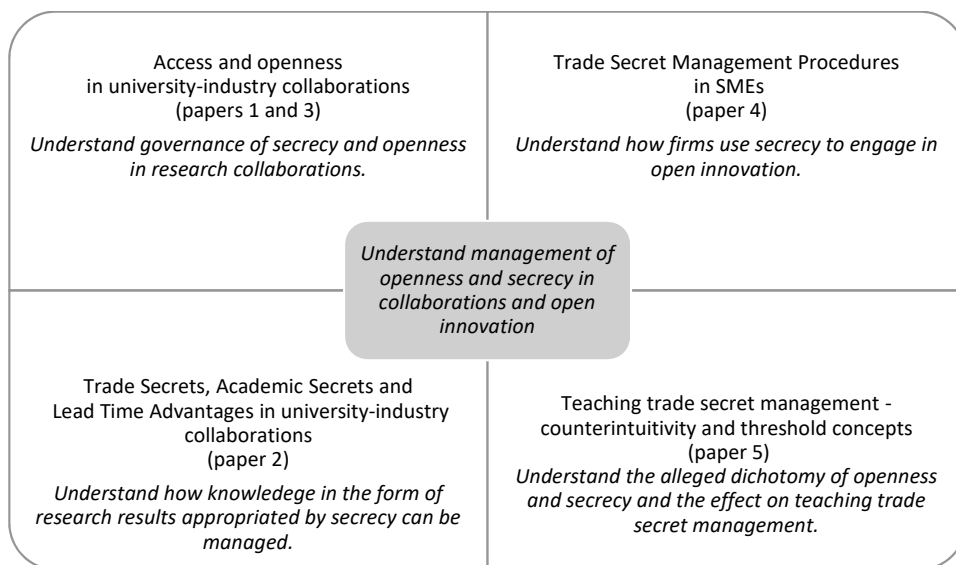 Access and openness
in university-industry collaborations
(papers 1 and 3)
Understand governance of secrecy and openness
in research collaborations.
Trade Secret Management Procedures
in SMEs
(paper 4)
Understand how firms use secrecy to engage in
open innovation.
Understand management of
openness and secrecy in
collaborations and open
innovation
Trade Secrets, Academic Secrets and
Lead Time Advantages in university-industry
collaborations
(paper 2)
Understand how knowledege in the form of
research results appropriated by secrecy can be
managed.
Teaching trade secret management -
counterintuitivity and threshold concepts
(paper 5)
Understand the alleged dichotomy of openness
and secrecy and the effect on teaching trade
secret management.